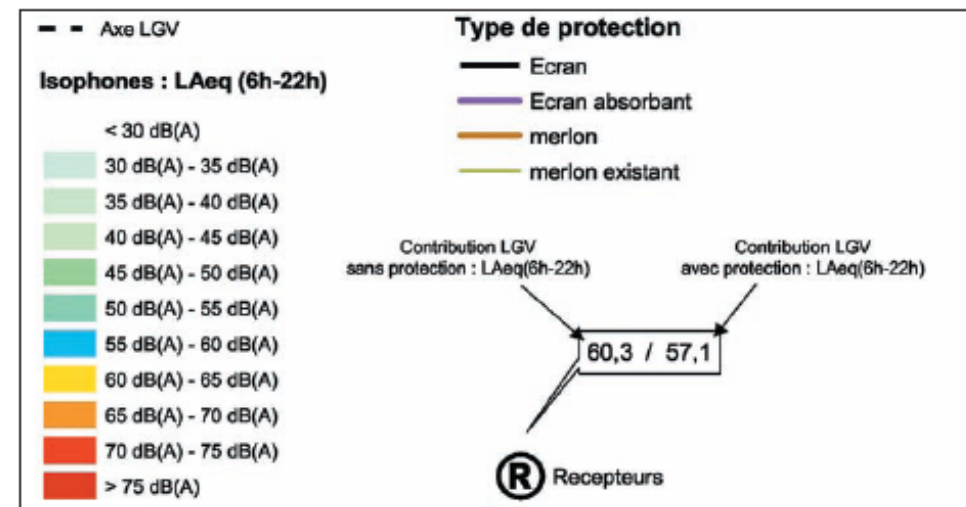 Axe LGV
Isophones : LAeq (6h-22h)
< 30 dB(A)
30 dB(A) - 35 dB(A)
35 dB(A) - 40 dB(A)
40 dB(A) - 45 dB(A)
45 dB(A) - 50 dB(A)
50 dB(A) - 55 dB(A)
55 dB(A) - 60 dB(A)
60 dB(A) - 65 dB(A)
65 dB(A) - 70 dB(A)
70 dB(A) - 75 dB(A)
> 75 dB(A)
Type de protection
Ecran
Ecran absorbant
merlon
merlon existant
Contribution LGV
sans protection : LAeq(6h-22h)
Contribution LGV
avec protection : LAeq(6h-22h)
60,3 / 57,1
R Recepteurs